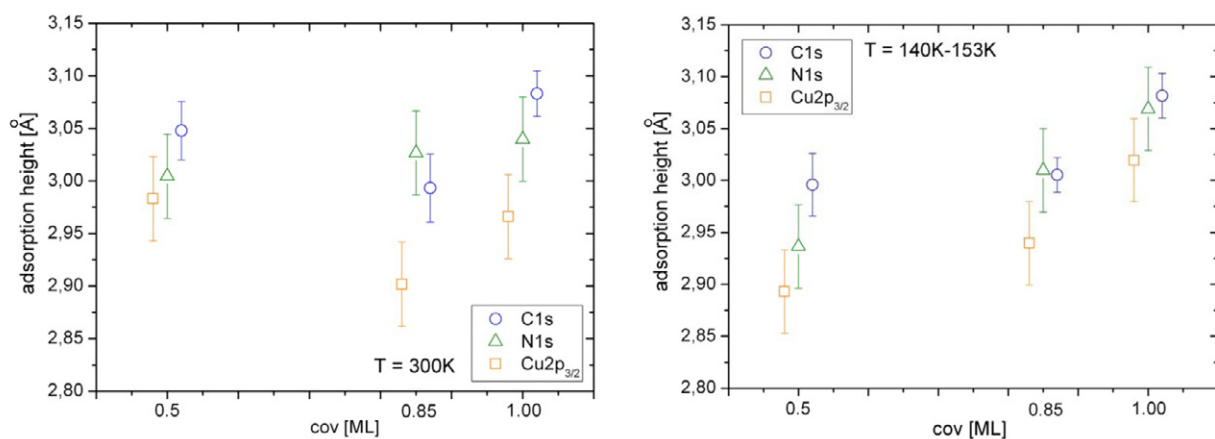 3,15
3,10
3,05
3,00
2,95
2,90
2,85
2,80
adsorption height [Å]
C1s
N1s
Cu2p3/2
T = 300K
0.5
0.85
1.00
cov [ML]
3,15
3,10
3,05
3,00
2,95
2,90
2,85
2,80
adsorption height [Å]
C1s
N1s
Cu2p3/2
T = 140K-153K
0.5
0.85
1.00
cov [ML]